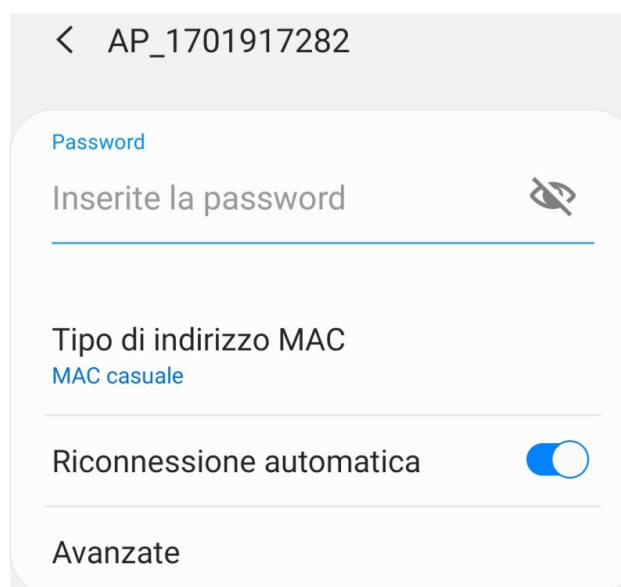 AP_1701917282
Password
Inserite la password
Tipo di indirizzo MAC
MAC casuale
Riconnessione automatica
Avanzate